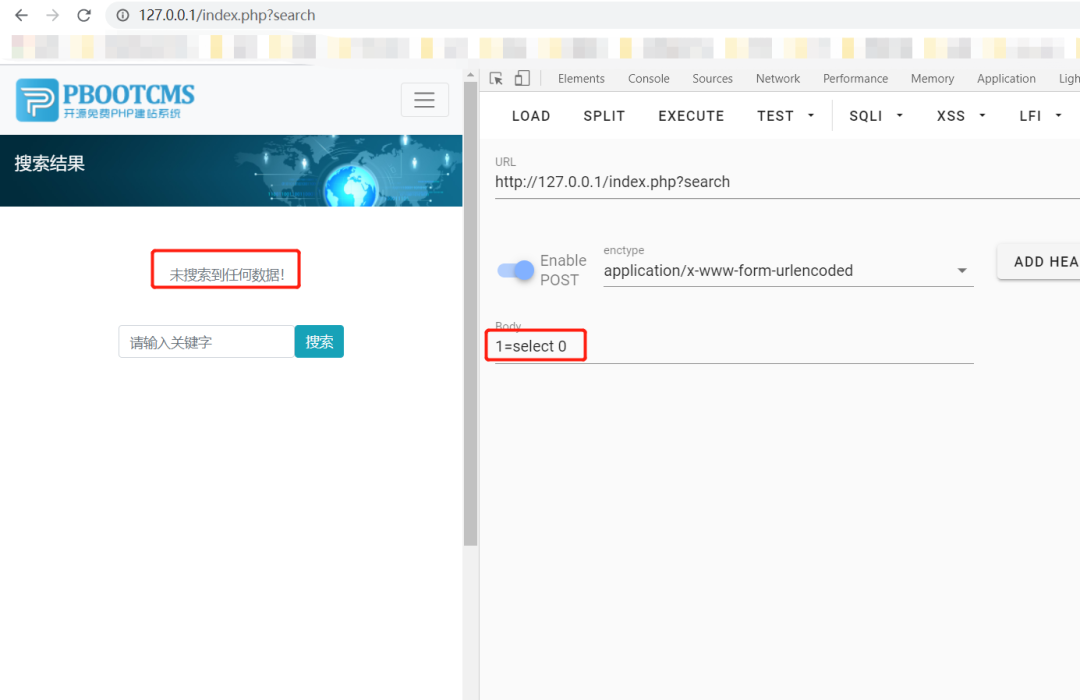 127.0.0.1/index.php?search
PBOOTCMS
开源免费PHP建站系统
搜索结果
未搜索到任何数据!
请输入关键字
搜索
Elements Console Sources Network Performance Memory Application Ligh
LOAD SPLIT EXECUTE TEST SQLI XSS LFI
URL
http://127.0.0.1/index.php?search
Enable
POST
enctype
application/x-www-form-urlencoded
ADD HEA
Body
1=select 0